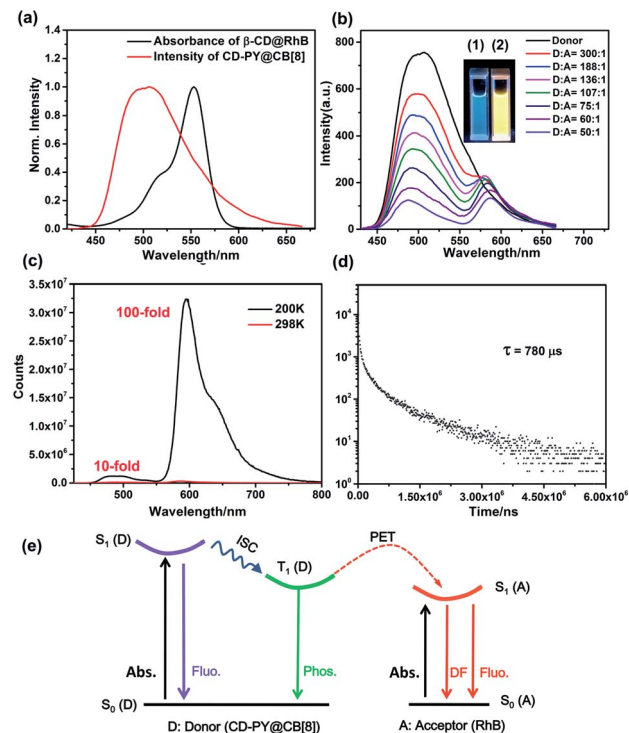 (a)
1.4
1.2
1.0
0.8
0.6
0.4
0.2
0.0
Norm. Intensity
Absorbance of β-CD@RhB
Intensity of CD-PY@CB[8]
450 500 550 600 650
Wavelength/nm
(b)
800
600
400
200
0
Intensity(a.u.)
(1) (2)
Donor
D:A= 300:1
D:A= 188:1
D:A= 136:1
D:A= 107:1
D:A= 75:1
D:A= 60:1
D:A= 50:1
450 500 550 600 650 700
Wavelength/nm
(c)
3.5x10⁷
3.0x10⁷
2.5x10⁷
2.0x10⁷
1.5x10⁷
1.0x10⁷
5.0x10⁶
0.0
Counts
100-fold
10-fold
200K
298K
500 600 700 800
Wavelength/nm
(d)
10⁴
10³
10²
10¹
10⁰
τ = 780 μs
0.00 1.50x10⁶ 3.00x10⁶ 4.50x10⁶ 6.00x10⁶
Time/ns
(e)
S₁ (D)
ISC
T₁ (D)
PET
S₁ (A)
Abs.
Fluo.
Phos.
Abs.
DF
Fluo.
S₀ (D)
S₀ (A)
D: Donor (CD-PY@CB[8])
A: Acceptor (RhB)